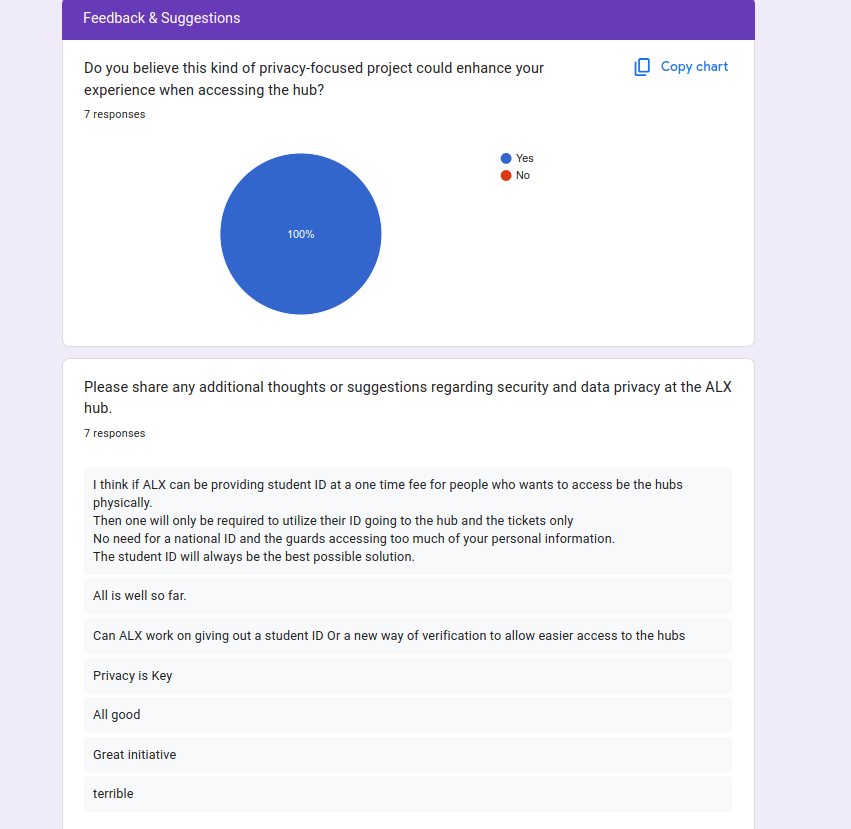 Feedback & Suggestions
Do you believe this kind of privacy-focused project could enhance your
experience when accessing the hub?
Copy chart
7 responses
Yes
No
100%
Please share any additional thoughts or suggestions regarding security and data privacy at the ALX
hub.
7 responses
I think if ALX can be providing student ID at a one time fee for people who wants to access be the hubs
physically.
Then one will only be required to utilize their ID going to the hub and the tickets only
No need for a national ID and the guards accessing too much of your personal information.
The student ID will always be the best possible solution.
All is well so far.
Can ALX work on giving out a student ID Or a new way of verification to allow easier access to the hubs
Privacy is Key
All good
Great initiative
terrible